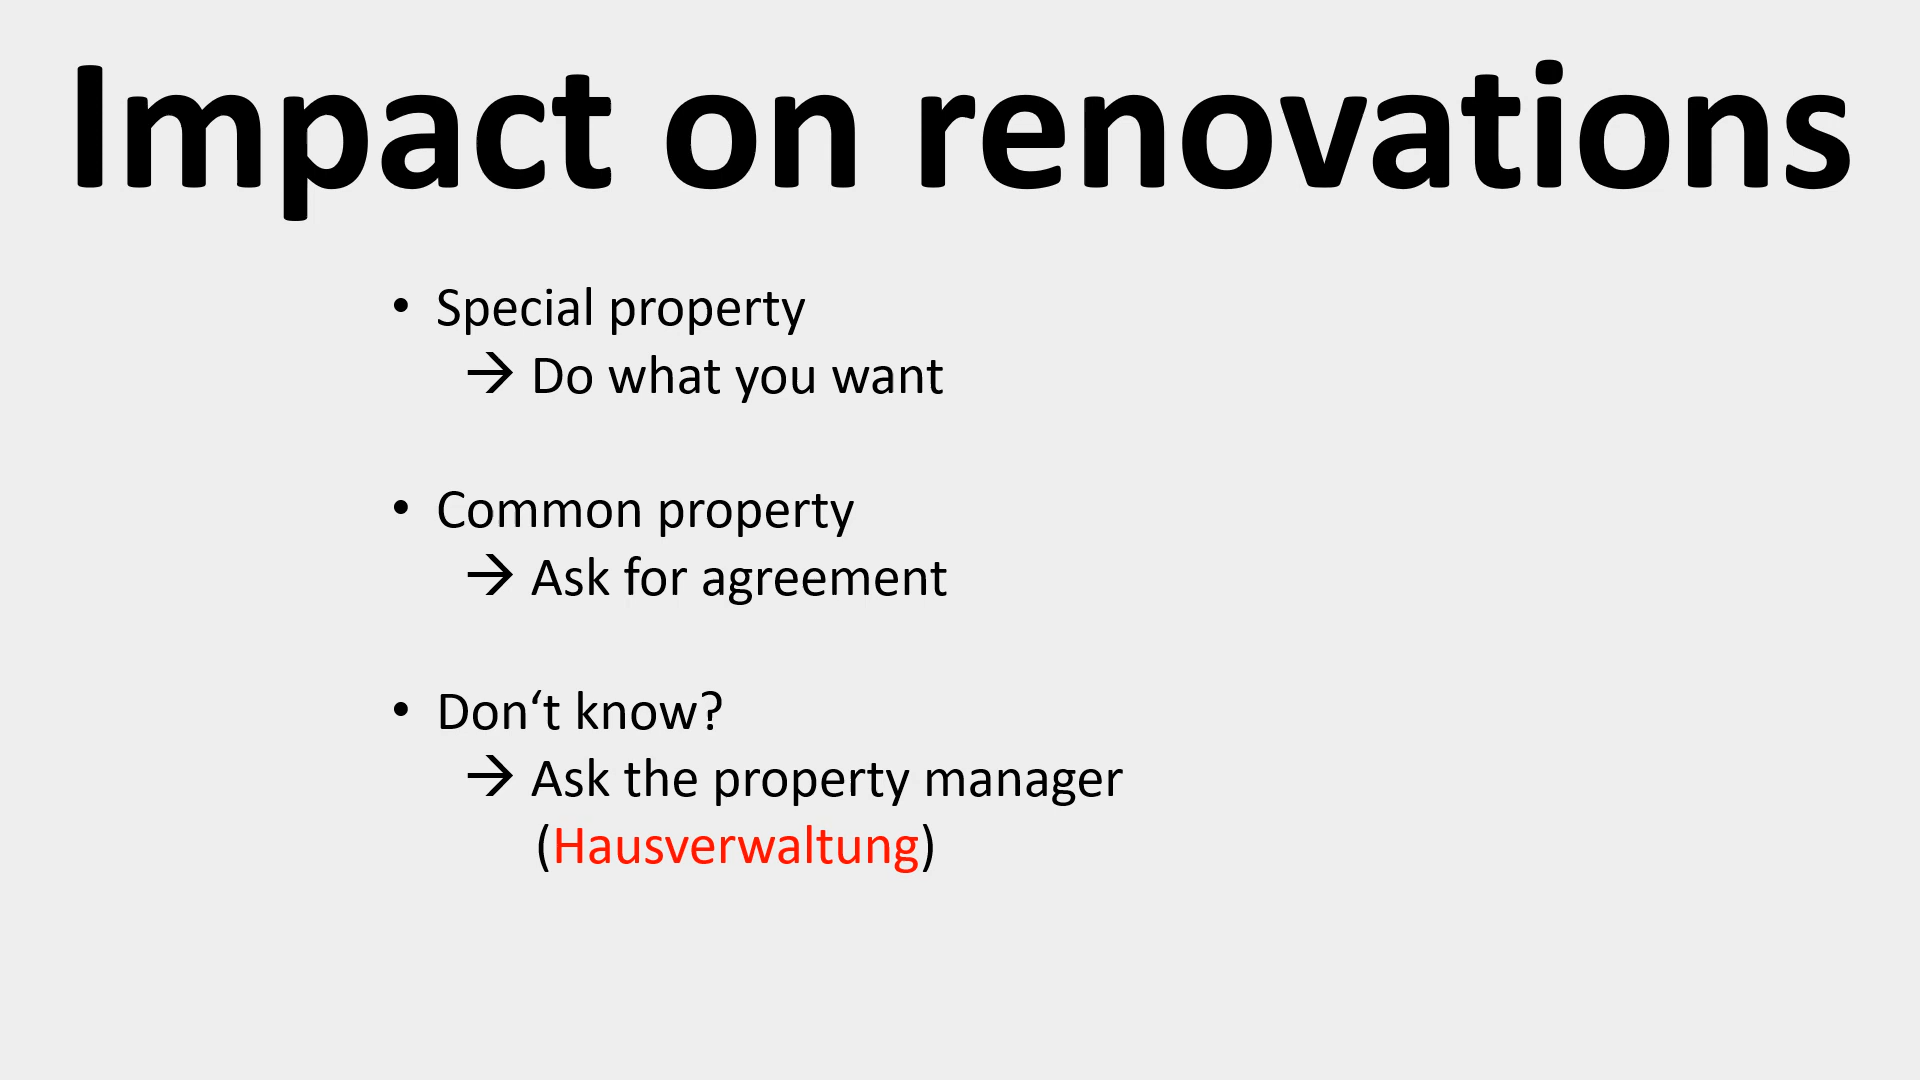 Impact on renovations
• Special property
→ Do what you want
• Common property
→ Ask for agreement
• Don‘t know?
→ Ask the property manager
(Hausverwaltung)